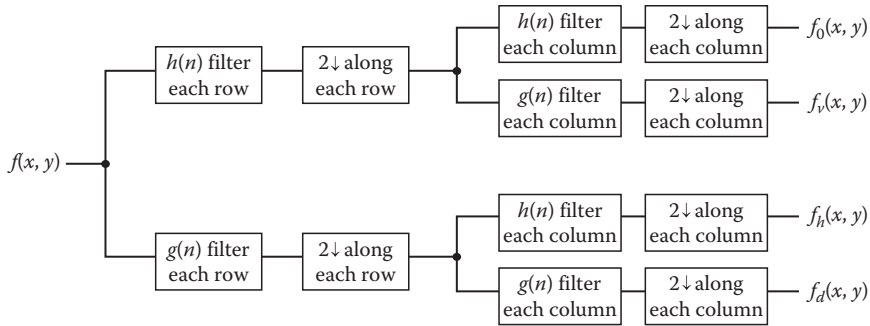 h(n) filter
each column
2↓ along
each column
f₀(x, y)
h(n) filter
each row
2↓ along
each row
g(n) filter
each column
2↓ along
each column
fᵥ(x, y)
f(x, y)
h(n) filter
each column
2↓ along
each column
fₕ(x, y)
g(n) filter
each row
2↓ along
each row
g(n) filter
each column
2↓ along
each column
f_d(x, y)